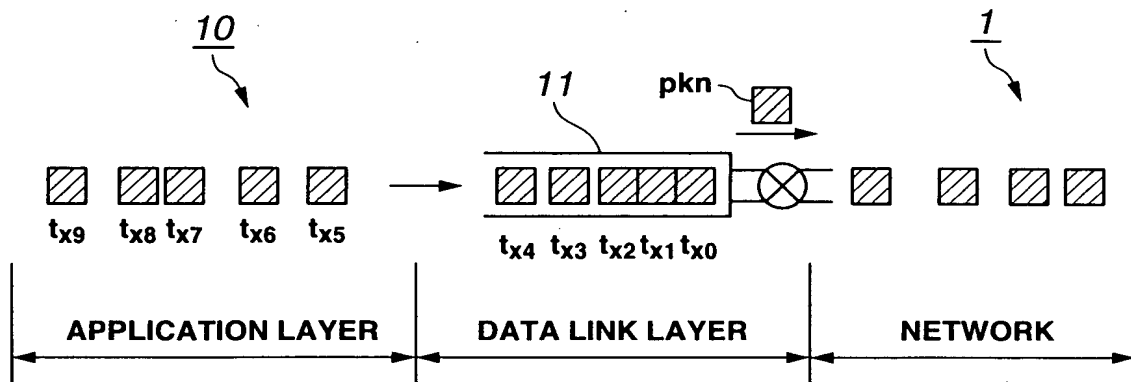 10
1
11
pkn
tx9 tx8 tx7 tx6 tx5
tx4 tx3 tx2 tx1 tx0
APPLICATION LAYER
DATA LINK LAYER
NETWORK